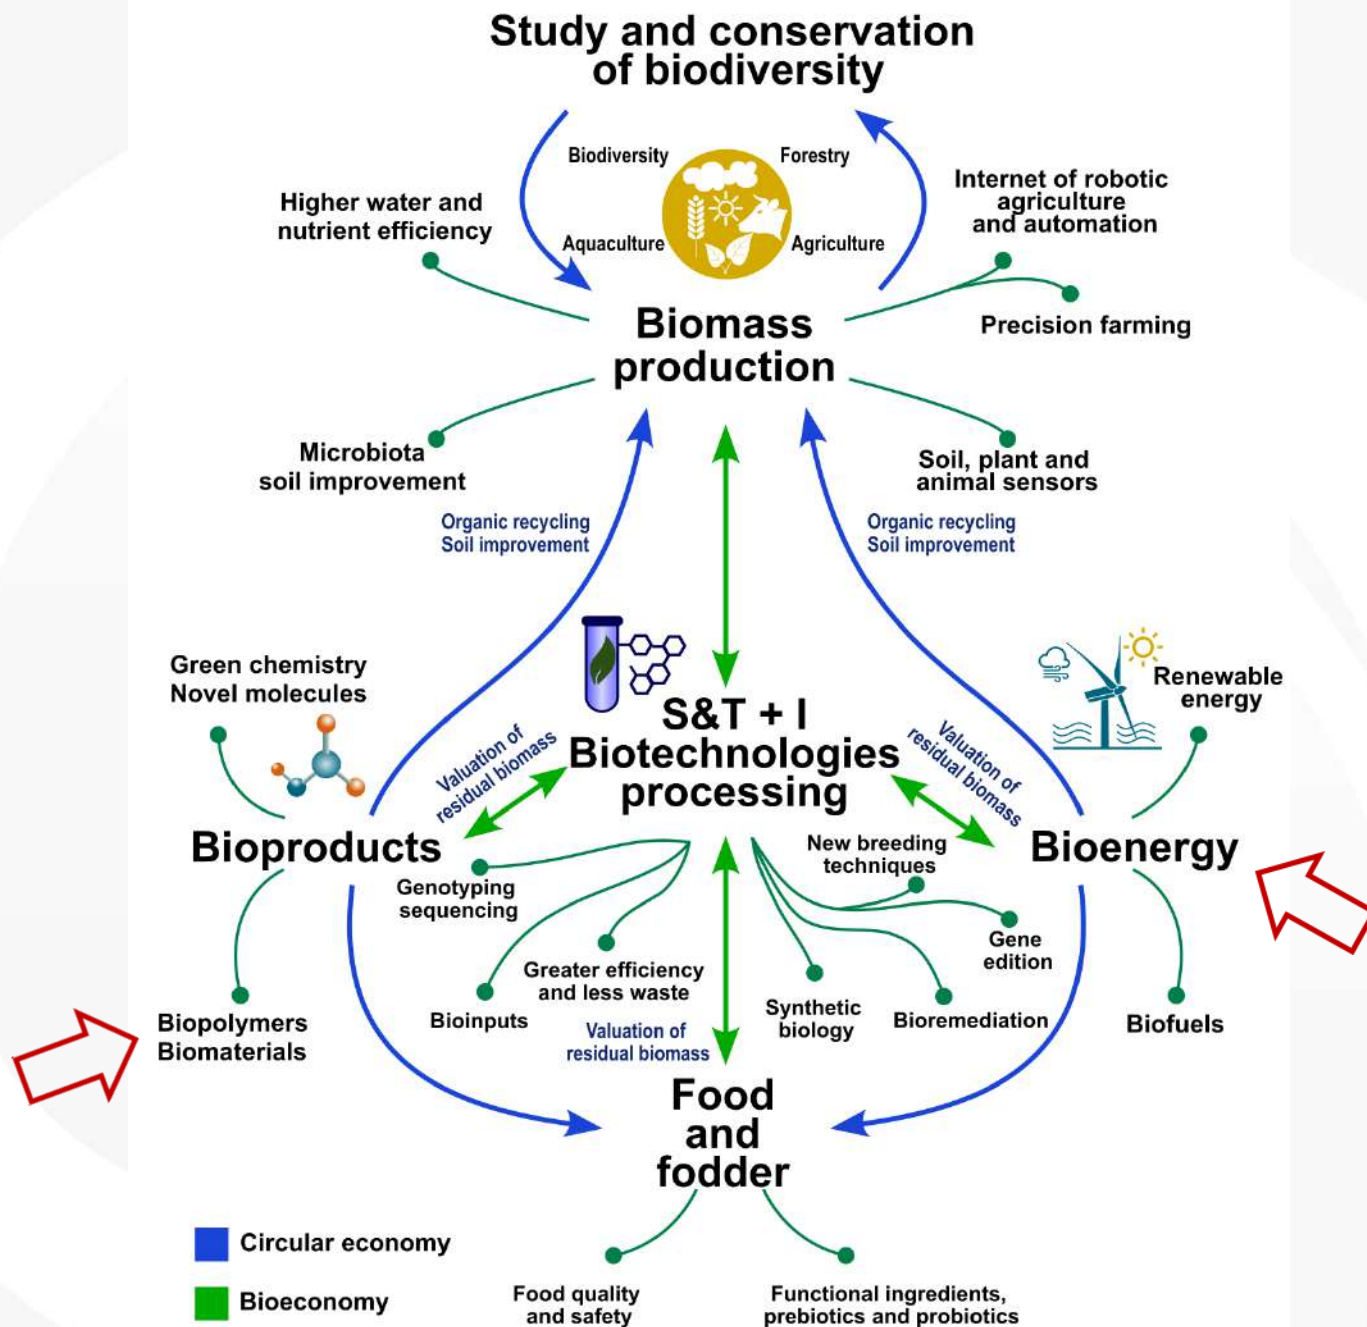 Study and conservation
of biodiversity
Biodiversity
Forestry
Aquaculture
Agriculture
Higher water and
nutrient efficiency
Internet of robotic
agriculture
and automation
Precision farming
Biomass
production
Microbiota
soil improvement
Soil, plant and
animal sensors
Organic recycling
Soil improvement
Organic recycling
Soil improvement
Green chemistry
Novel molecules
Renewable
energy
S&T + I
Biotechnologies
processing
Valuation of
residual biomass
Valuation of
residual biomass
Bioproducts
Bioenergy
Genotyping
sequencing
New breeding
techniques
Greater efficiency
and less waste
Gene
edition
Bioinputs
Synthetic
biology
Bioremediation
Biopolymers
Biomaterials
Biofuels
Valuation of
residual biomass
Food
and
fodder
Circular economy
Bioeconomy
Food quality
and safety
Functional ingredients,
prebiotics and probiotics